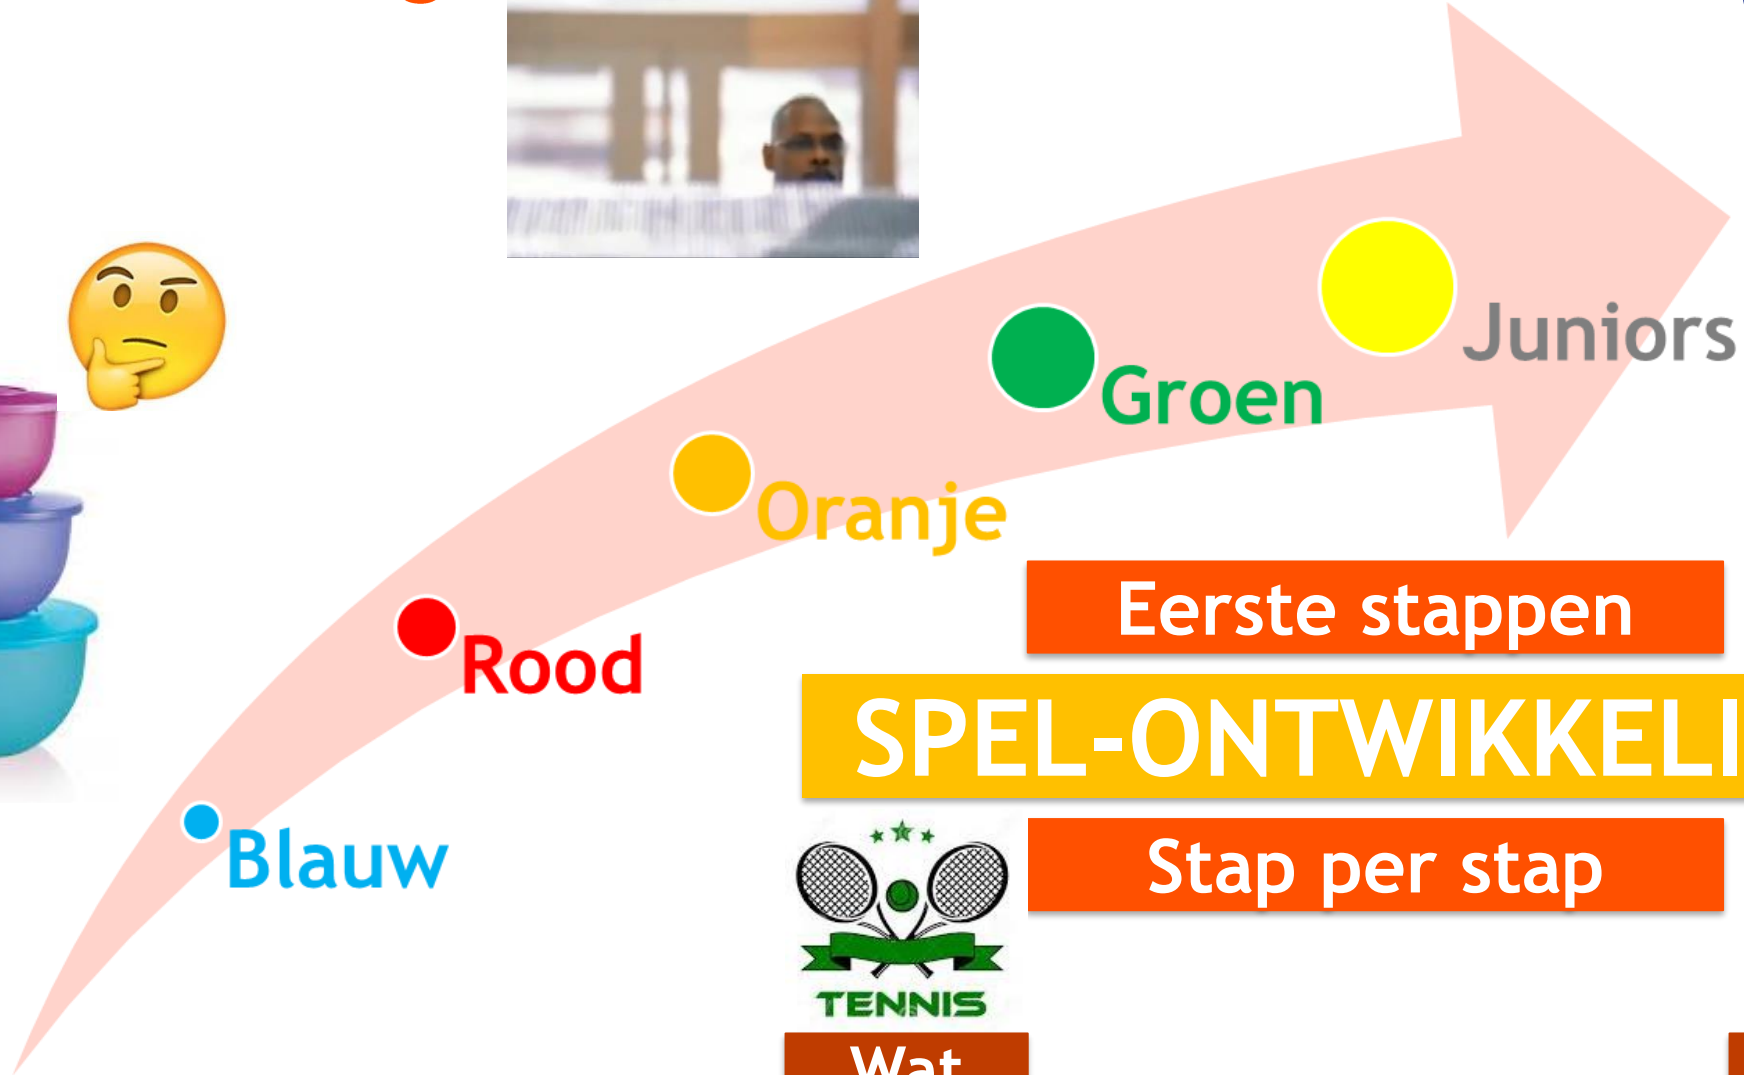 Juniors
Groen
Oranje
Eerste stappen
Rood
SPEL-ONTWIKKELI
Blauw
Stap per stap
TENNIS
Wat